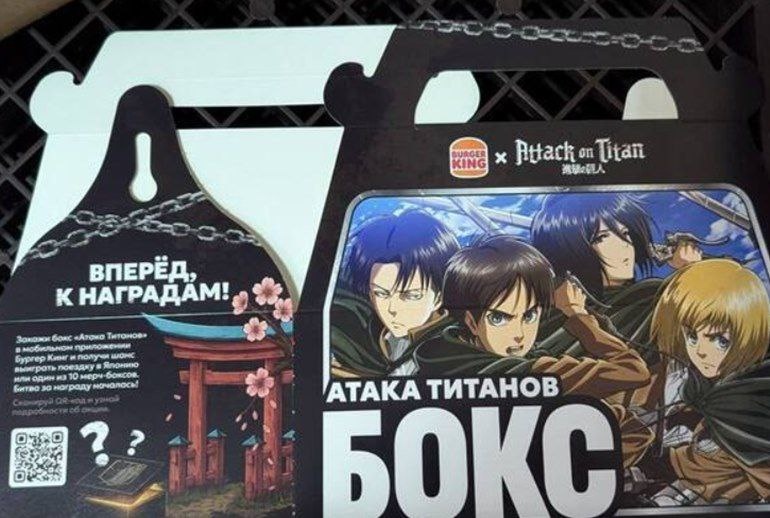 BURGER
KING
×
Attack on Titan
進撃の巨人
ВПЕРЁД,
К НАГРАДАМ!
Закажи бокс «Атака Титанов»
в мобильном приложении
Бургер Кинг и получи шанс
выиграть поездку в Японию
или один из 10 мерч-боксов.
Битва за награду началась!
Сканируй QR-код и узнай
подробности об акции.
? ?
АТАКА ТИТАНОВ
БОКС